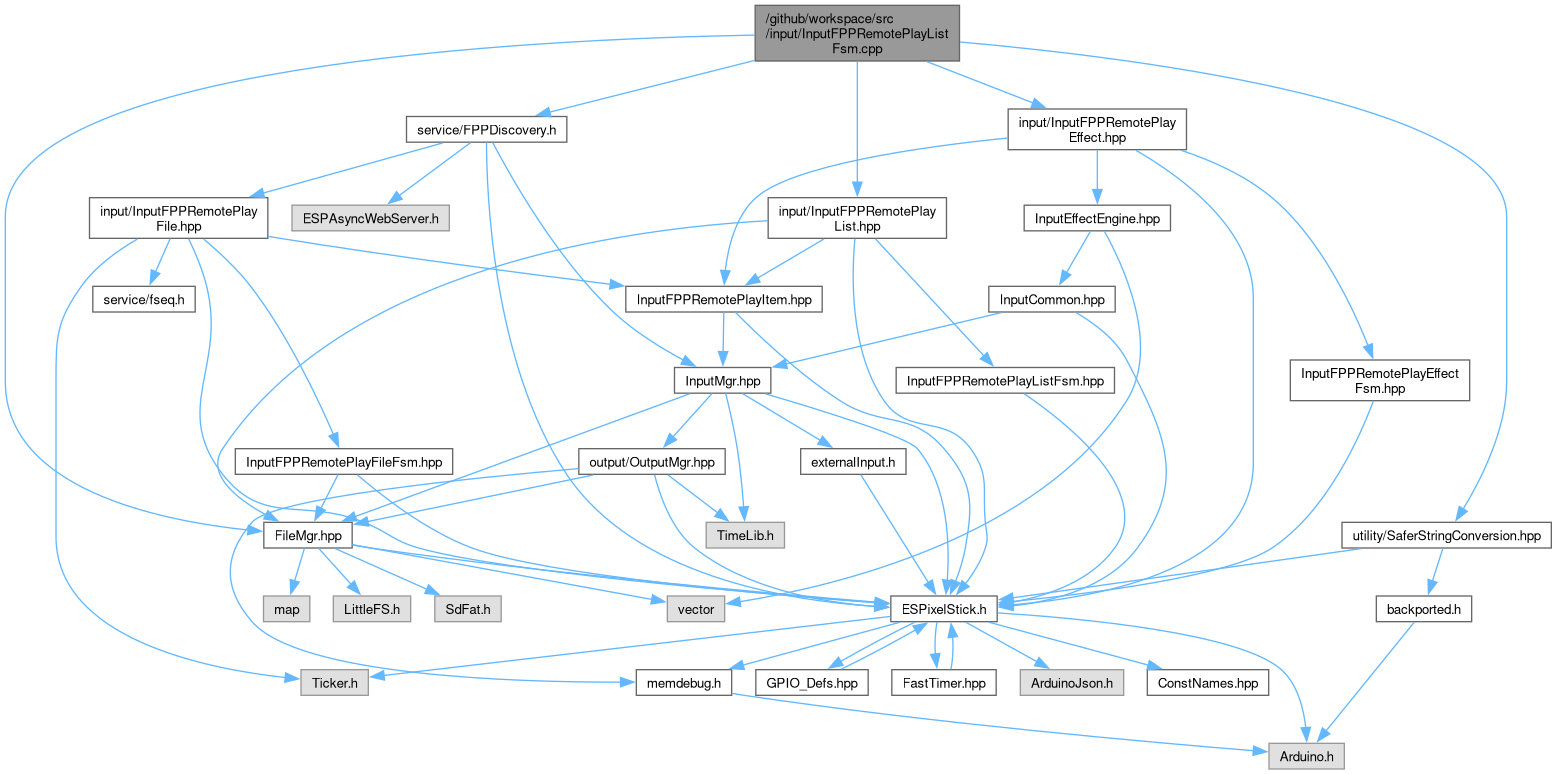 /github/workspace/src
/input/InputFPPRemotePlayList
Fsm.cpp
service/FPPDiscovery.h
input/InputFPPRemotePlay
Effect.hpp
input/InputFPPRemotePlay
File.hpp
ESPAsyncWebServer.h
input/InputFPPRemotePlay
List.hpp
InputEffectEngine.hpp
service/fseq.h
InputFPPRemotePlayItem.hpp
InputCommon.hpp
InputMgr.hpp
InputFPPRemotePlayListFsm.hpp
InputFPPRemotePlayEffect
Fsm.hpp
InputFPPRemotePlayFileFsm.hpp
output/OutputMgr.hpp
externalInput.h
FileMgr.hpp
TimeLib.h
utility/SaferStringConversion.hpp
map
LittleFS.h
SdFat.h
vector
ESPixelStick.h
backported.h
Ticker.h
memdebug.h
GPIO_Defs.hpp
FastTimer.hpp
ArduinoJson.h
ConstNames.hpp
Arduino.h